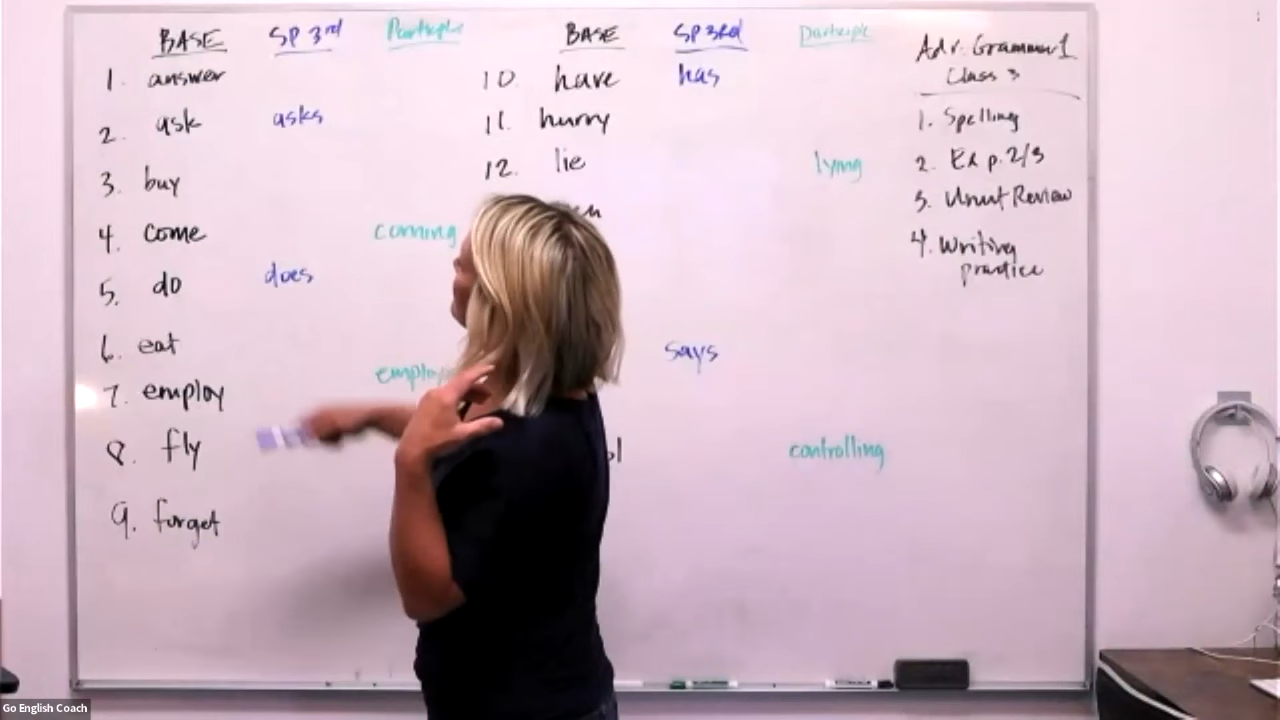 BASE SP 3rd Participle BASE SP 3rd Participle
1. answer
2. ask asks
3. buy
4. come coming
5. do does
6. eat
7. employ
8. fly
9. forget
10. have has
11. hurry
12. lie lying
says
controlling
Adv. Grammar 1
Class 3
1. Spelling
2. Ex p. 2/3
3. Unit Review
4. Writing
practice
Go English Coach